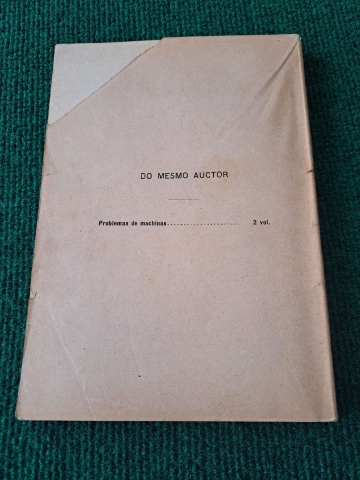 DO MESMO AUCTOR
Problemas de machinas...................... 2 vol.